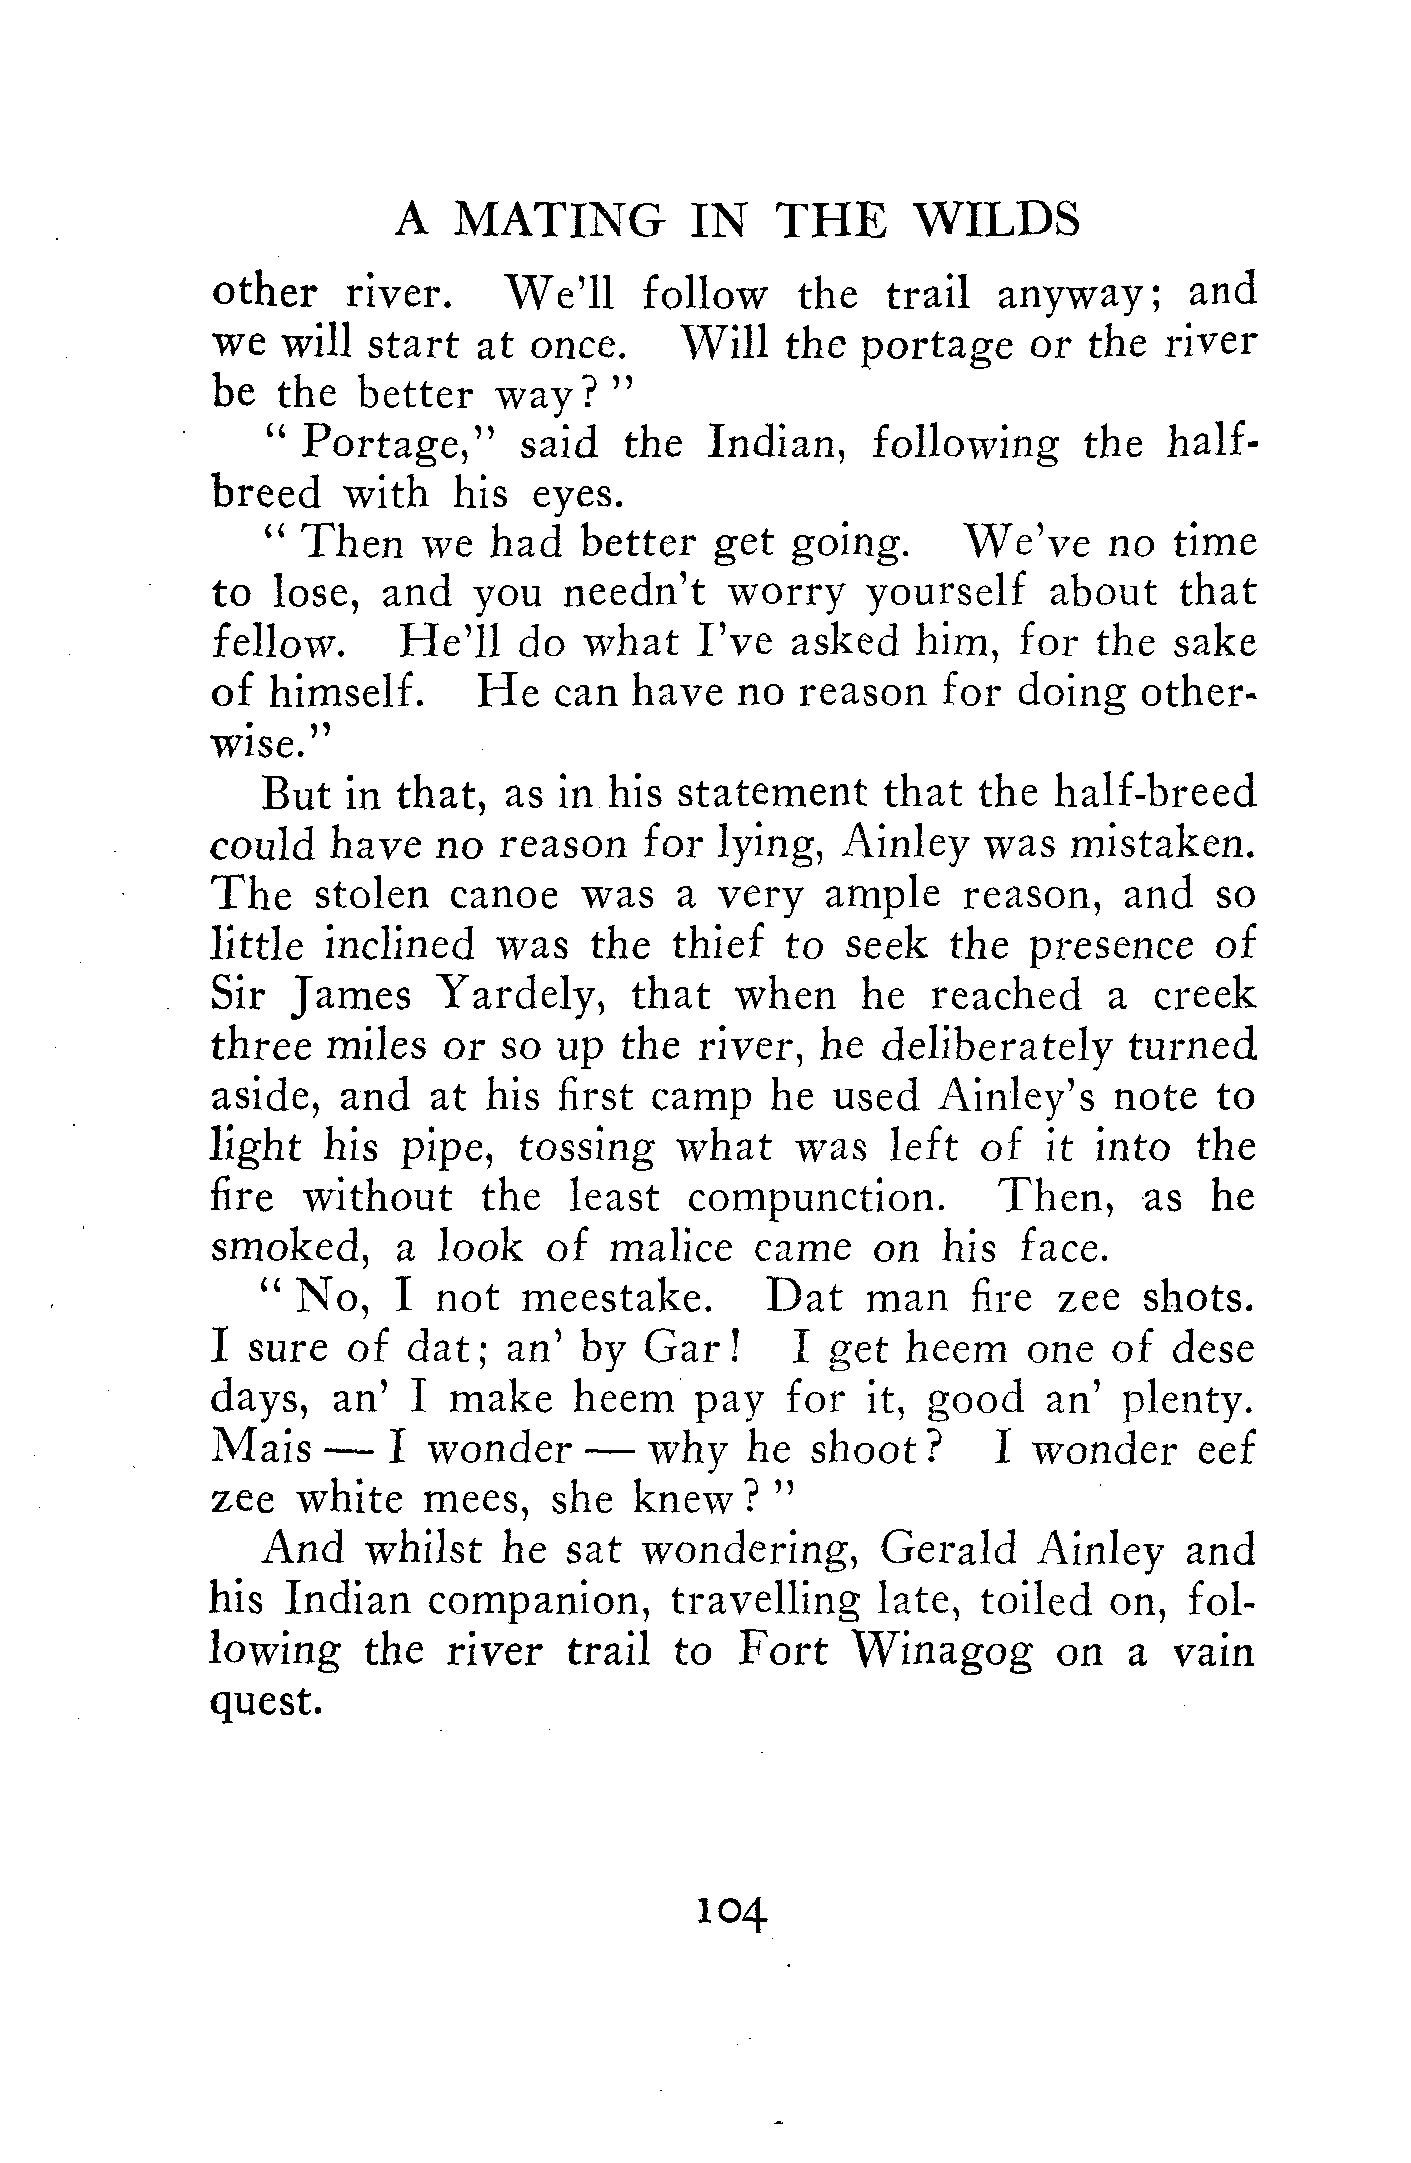 A MATING IN THE WILDS
other river. We'll follow the trail anyway; and
we will start at once. Will the portage or the river
be the better way?"
"Portage," said the Indian, following the half-
breed with his eyes.
"Then we had better get going. We've no time
to lose, and you needn't worry yourself about that
fellow. He'll do what I've asked him, for the sake
of himself. He can have no reason for doing other-
wise."
But in that, as in his statement that the half-breed
could have no reason for lying, Ainley was mistaken.
The stolen canoe was a very ample reason, and so
little inclined was the thief to seek the presence of
Sir James Yardely, that when he reached a creek
three miles or so up the river, he deliberately turned
aside, and at his first camp he used Ainley's note to
light his pipe, tossing what was left of it into the
fire without the least compunction. Then, as he
smoked, a look of malice came on his face.
"No, I not meestake. Dat man fire zee shots.
I sure of dat; an' by Gar! I get heem one of dese
days, an' I make heem pay for it, good an' plenty.
Mais — I wonder — why he shoot? I wonder eef
zee white mees, she knew?"
And whilst he sat wondering, Gerald Ainley and
his Indian companion, travelling late, toiled on, fol-
lowing the river trail to Fort Winagog on a vain
quest.
104